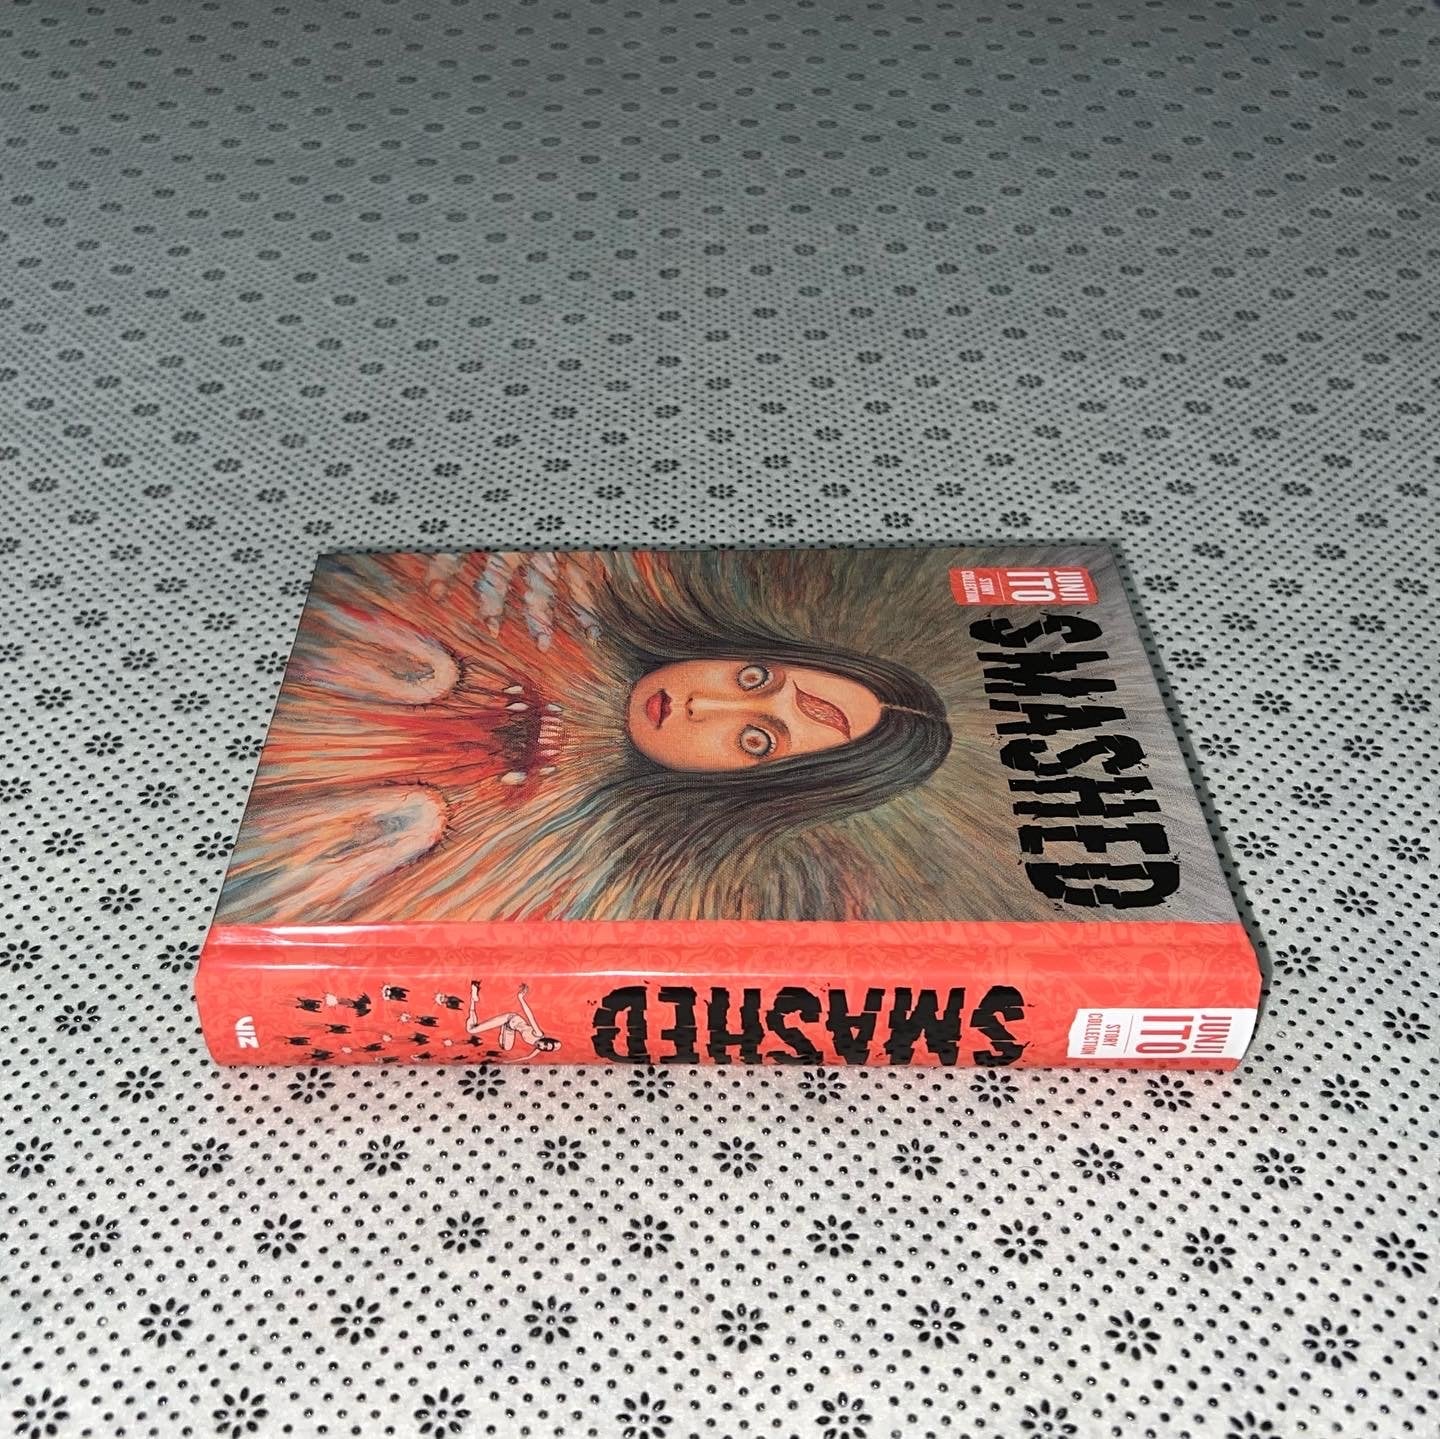 JUNJI
ITO
STORY
COLLECTION
SMASHED
JUNJI
ITO
STORY
COLLECTION
SMASHED
VIZ